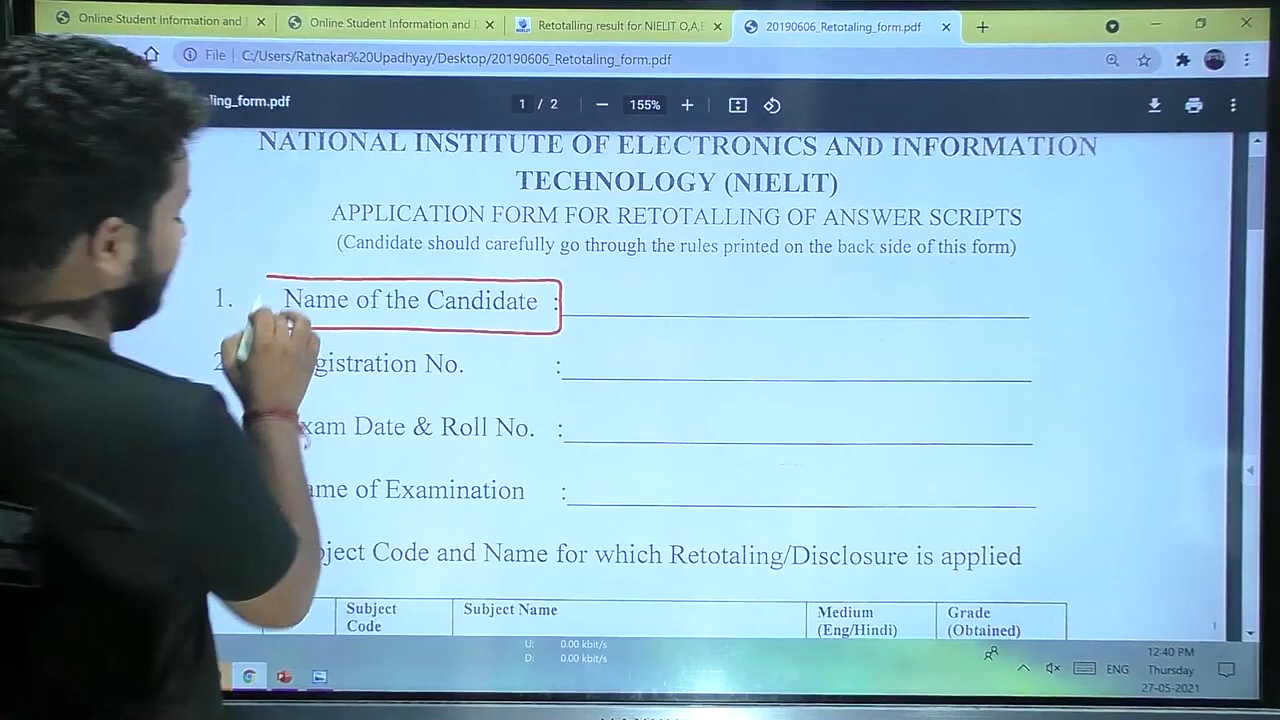 Online Student Information and
Online Student Information and
Retotalling result for NIELIT O,A,
20190606_Retotaling_form.pdf
File
C:/Users/Ratnakar%20Upadhyay/Desktop/20190606_Retotaling_form.pdf
ling_form.pdf
1 / 2
155%
NATIONAL INSTITUTE OF ELECTRONICS AND INFORMATION
TECHNOLOGY (NIELIT)
APPLICATION FORM FOR RETOTALLING OF ANSWER SCRIPTS
(Candidate should carefully go through the rules printed on the back side of this form)
1. Name of the Candidate :
2 gistration No. :
xam Date & Roll No. :
ame of Examination :
ject Code and Name for which Retotaling/Disclosure is applied
Subject Code
Subject Name
Medium (Eng/Hindi)
Grade (Obtained)
U: 0.00 kbit/s
D: 0.00 kbit/s
ENG
12:40 PM
Thursday
27-05-2021